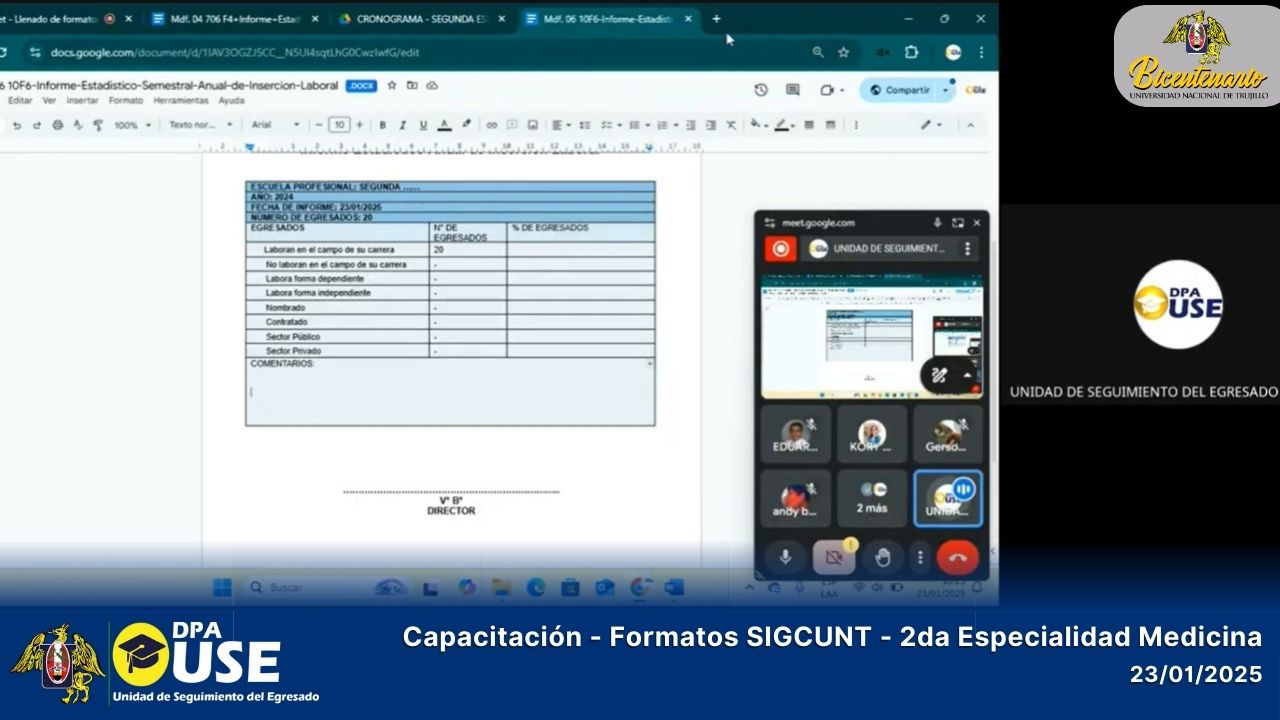 et - Llenado de formato
Mdf. 04 706 F4+Informe+Estad
CRONOGRAMA - SEGUNDA ES
Mdf. 06 10F6-Informe-Estadist
docs.google.com/document/d/1IAV3OGZJ5CC__N5UI4sqtLhG0CwzIwfG/edit
6 10F6-Informe-Estadistico-Semestral-Anual-de-Insercion-Laboral
.DOCX
Editar Ver Insertar Formato Herramientas Ayuda
Compartir
100%
Texto nor...
Arial
10
ESCUELA PROFESIONAL: SEGUNDA ......
AÑO: 2024
FECHA DE INFORME: 23/01/2025
NUMERO DE EGRESADOS: 20
EGRESADOS
N° DE EGRESADOS
% DE EGRESADOS
Laboran en el campo de su carrera
20
No laboran en el campo de su carrera
-
Labora forma dependiente
-
Labora forma independiente
-
Nombrado
-
Contratado
-
Sector Público
-
Sector Privado
-
COMENTARIOS:
V° B°
DIRECTOR
meet.google.com
UNIDAD DE SEGUIMIENT...
EDUAR...
KORY ...
Gerso...
andy b...
2 más
UNIDA...
Buscar
ESP
LAA
23/01/2025
Bicentenario
UNIVERSIDAD NACIONAL DE TRUJILLO
DPA
USE
UNIDAD DE SEGUIMIENTO DEL EGRESADO
DPA
USE
Unidad de Seguimiento del Egresado
Capacitación - Formatos SIGCUNT - 2da Especialidad Medicina
23/01/2025